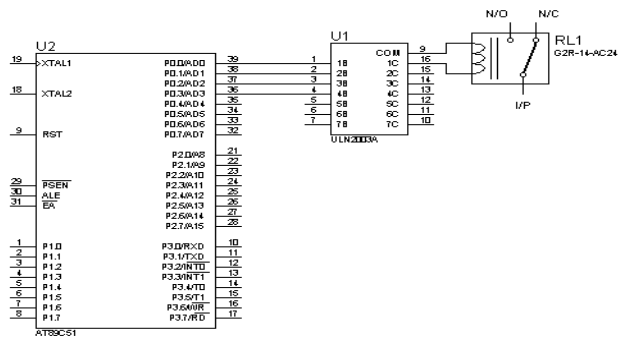 N/O N/C
RL1
G2R-14-AC24
I/P
U1
COM 9
1 1B 1C 16
2 2B 2C 15
3 3B 3C 14
4 4B 4C 13
5 5B 5C 12
6 6B 6C 11
7 7B 7C 10
ULN2003A
U2
19 XTAL1 P0.0/AD0 39
P0.1/AD1 38
P0.2/AD2 37
18 XTAL2 P0.3/AD3 36
P0.4/AD4 35
P0.5/AD5 34
P0.6/AD6 33
9 RST P0.7/AD7 32
P2.0/A8 21
P2.1/A9 22
P2.2/A10 23
29 PSEN P2.3/A11 24
30 ALE P2.4/A12 25
31 EA P2.5/A13 26
P2.6/A14 27
P2.7/A15 28
1 P1.0 P3.0/RXD 10
2 P1.1 P3.1/TXD 11
3 P1.2 P3.2/INT0 12
4 P1.3 P3.3/INT1 13
5 P1.4 P3.4/T0 14
6 P1.5 P3.5/T1 15
7 P1.6 P3.6/WR 16
8 P1.7 P3.7/RD 17
AT89C51